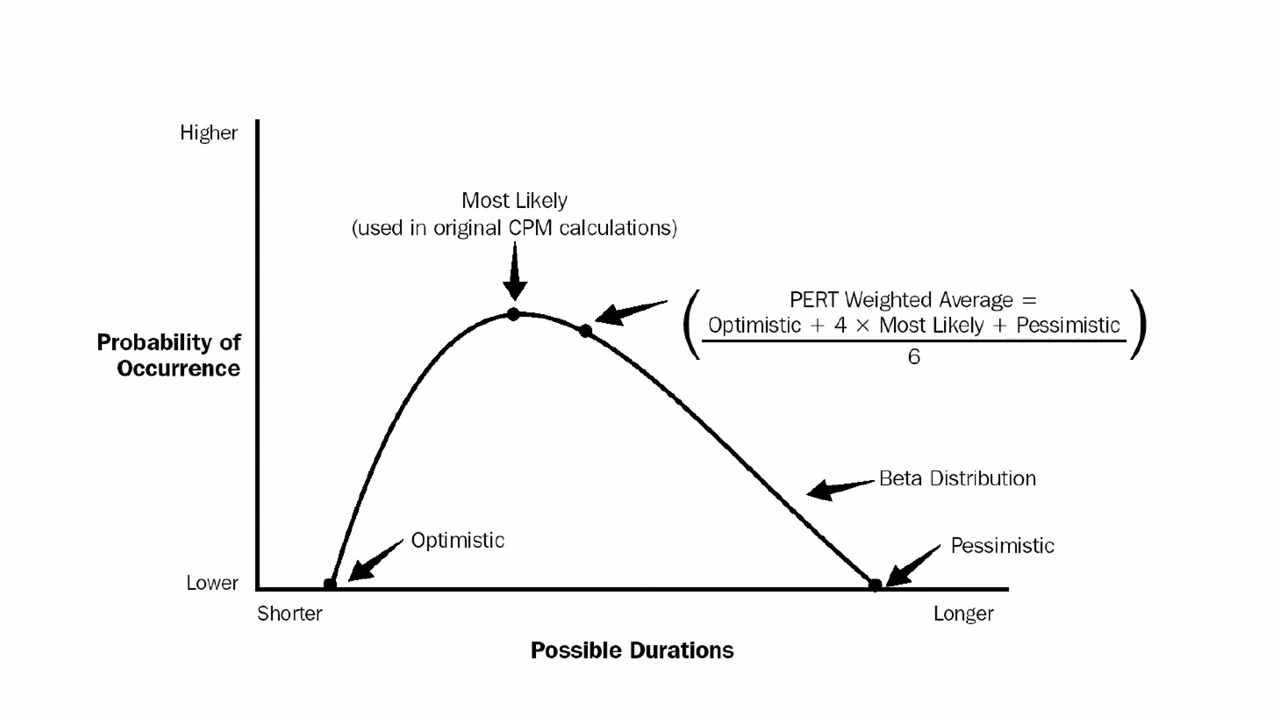 Higher
Most Likely
(used in original CPM calculations)
PERT Weighted Average =
Optimistic + 4 × Most Likely + Pessimistic
6
Probability of
Occurrence
Beta Distribution
Optimistic
Pessimistic
Lower
Shorter
Longer
Possible Durations